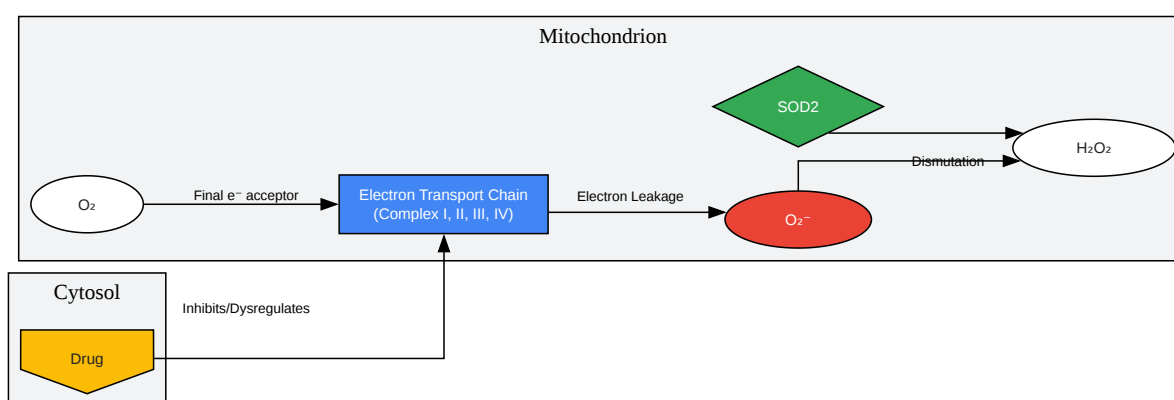 Mitochondrion
SOD2
H₂O₂
Dismutation
O₂
Final e⁻ acceptor
Electron Transport Chain
(Complex I, II, III, IV)
Electron Leakage
O₂⁻
Cytosol
Inhibits/Dysregulates
Drug